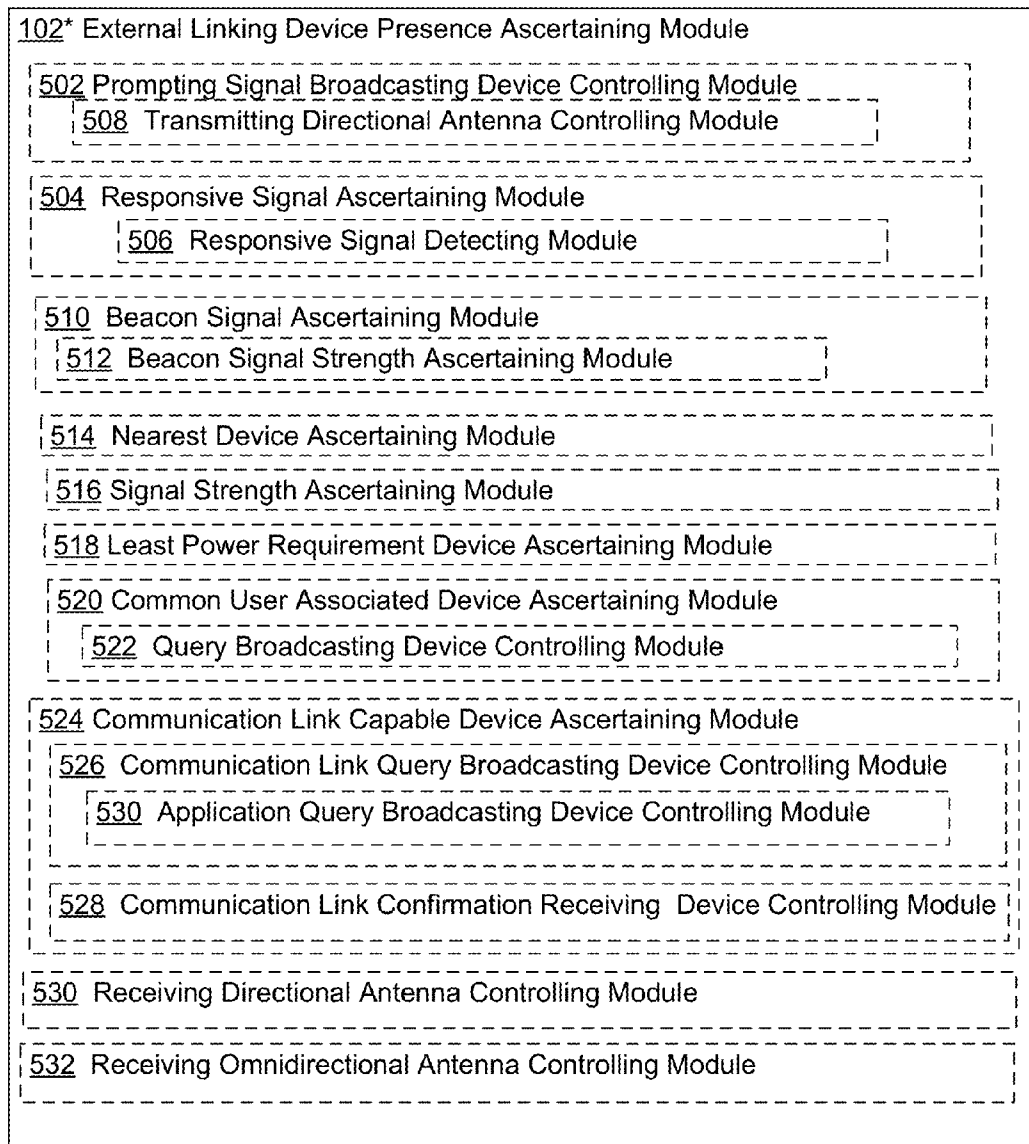 102* External Linking Device Presence Ascertaining Module
502 Prompting Signal Broadcasting Device Controlling Module
508 Transmitting Directional Antenna Controlling Module
504 Responsive Signal Ascertaining Module
506 Responsive Signal Detecting Module
510 Beacon Signal Ascertaining Module
512 Beacon Signal Strength Ascertaining Module
514 Nearest Device Ascertaining Module
516 Signal Strength Ascertaining Module
518 Least Power Requirement Device Ascertaining Module
520 Common User Associated Device Ascertaining Module
522 Query Broadcasting Device Controlling Module
524 Communication Link Capable Device Ascertaining Module
526 Communication Link Query Broadcasting Device Controlling Module
530 Application Query Broadcasting Device Controlling Module
528 Communication Link Confirmation Receiving Device Controlling Module
530 Receiving Directional Antenna Controlling Module
532 Receiving Omnidirectional Antenna Controlling Module